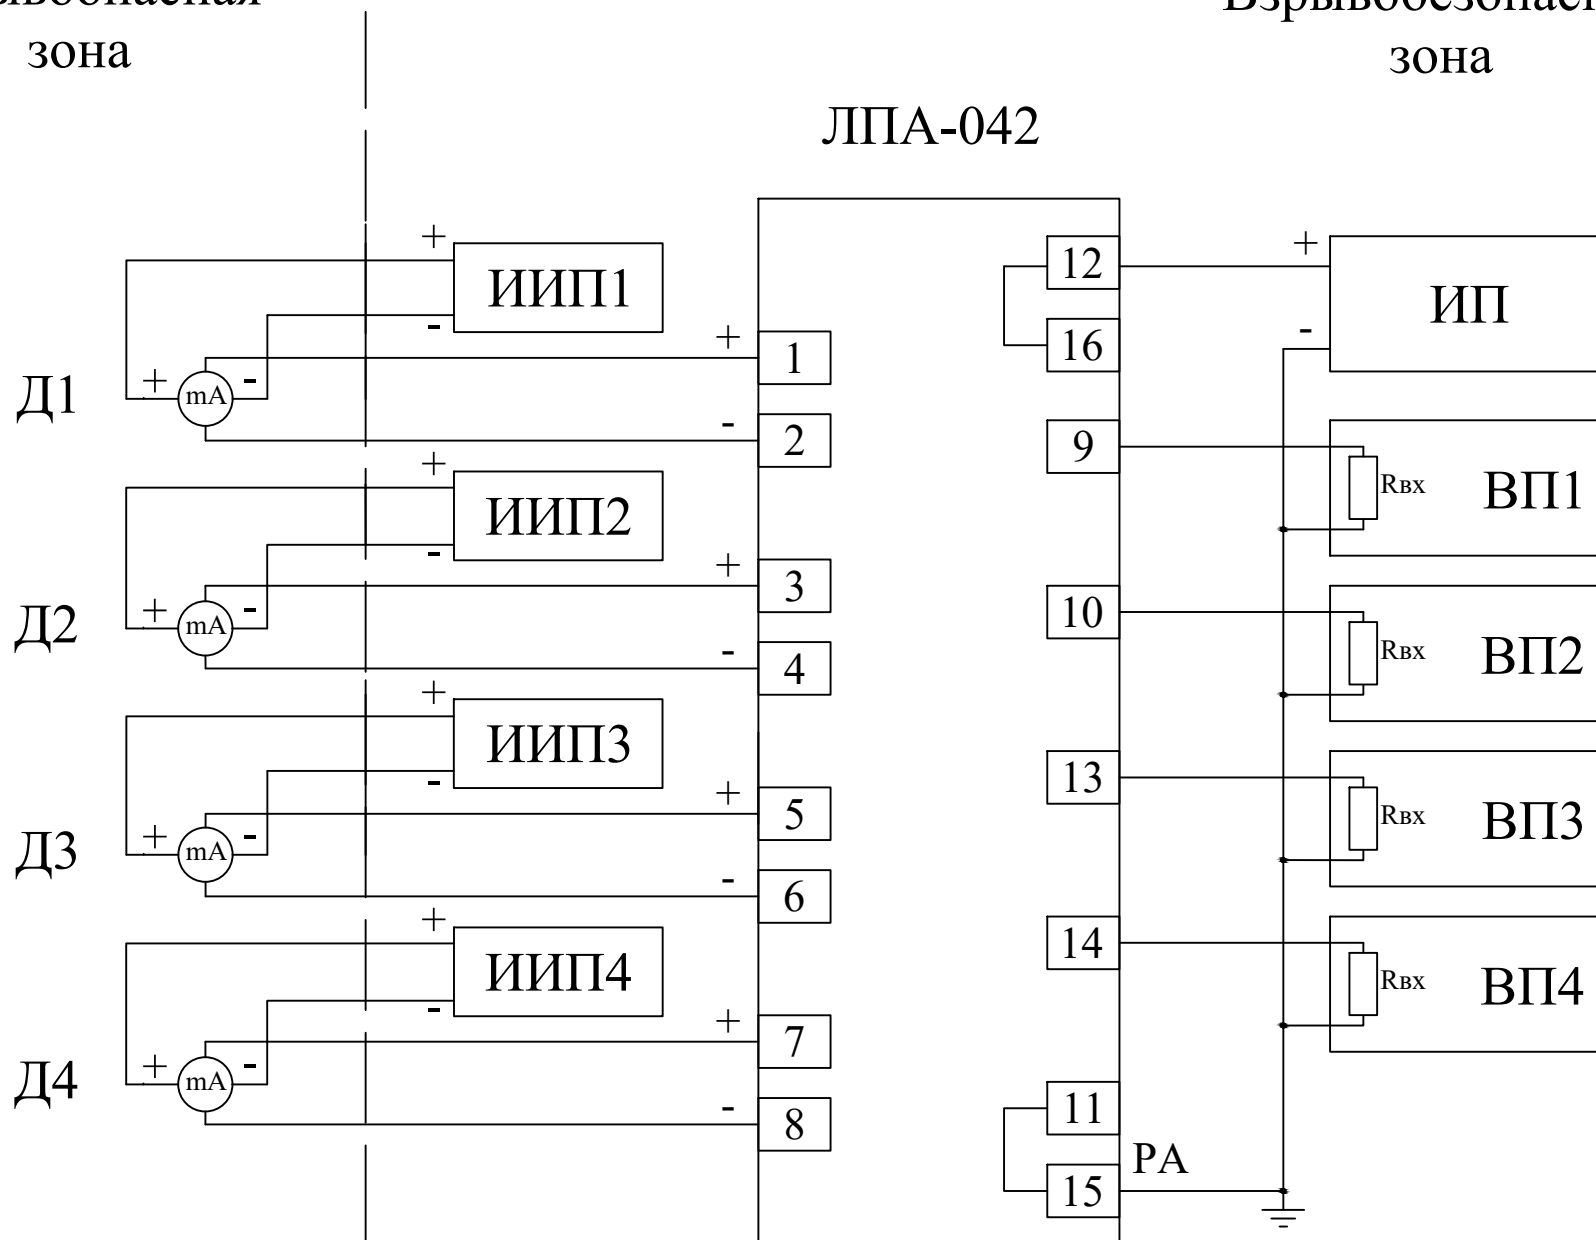 зона
зона
ЛПА-042
+
ИИП1
-
+
1
Д1
+
mA
-
-
2
+
ИИП2
-
+
3
Д2
+
mA
-
-
4
+
ИИП3
-
+
5
Д3
+
mA
-
-
6
+
ИИП4
-
+
7
Д4
+
mA
-
-
8
12
16
9
10
13
14
11
15
PA
+
ИП
-
Rвх
ВП1
Rвх
ВП2
Rвх
ВП3
Rвх
ВП4